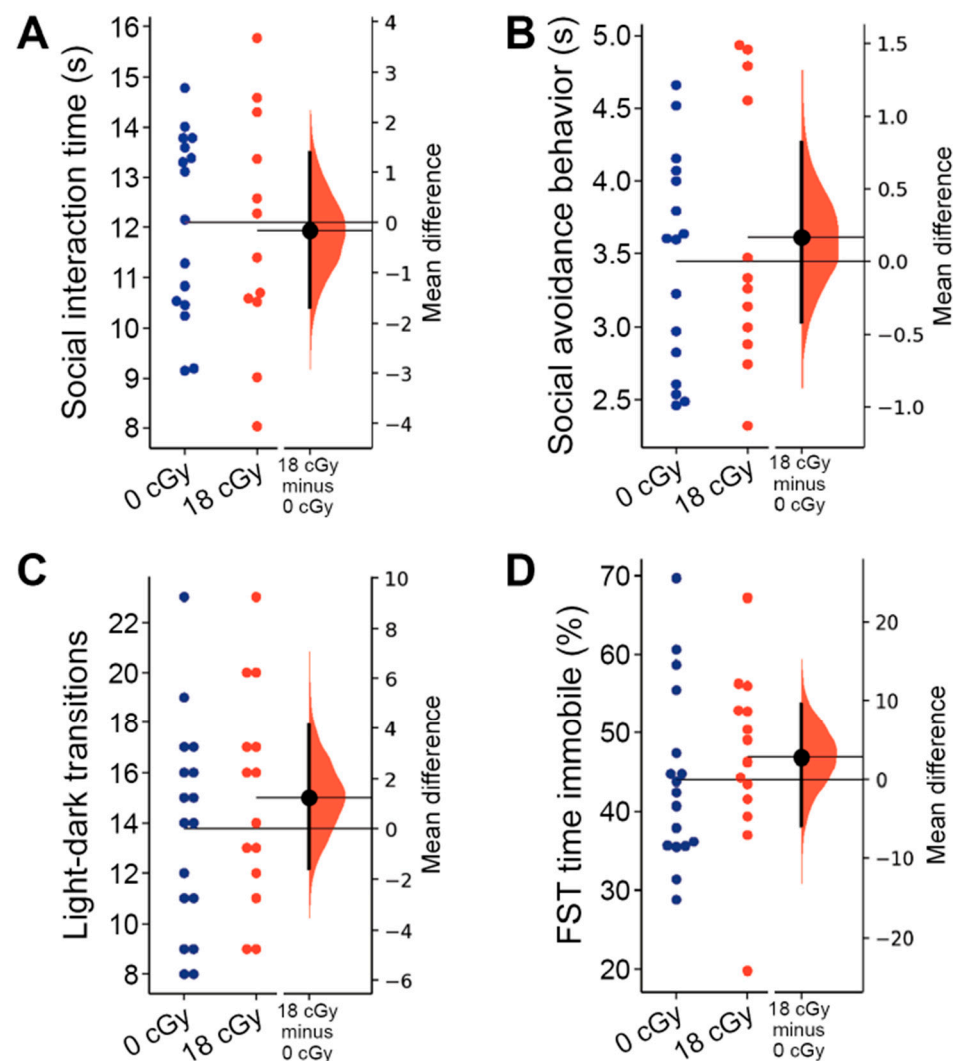 A
Social interaction time (s)
16
15
14
13
12
11
10
9
8
4
3
2
1
0
−1
−2
−3
−4
Mean difference
0 cGy
18 cGy
18 cGy
minus
0 cGy
B
Social avoidance behavior (s)
5.0
4.5
4.0
3.5
3.0
2.5
1.5
1.0
0.5
0.0
−0.5
−1.0
Mean difference
0 cGy
18 cGy
18 cGy
minus
0 cGy
C
Light-dark transitions
22
20
18
16
14
12
10
8
10
8
6
4
2
0
−2
−4
−6
Mean difference
0 cGy
18 cGy
18 cGy
minus
0 cGy
D
FST time immobile (%)
70
60
50
40
30
20
20
10
0
−10
−20
Mean difference
0 cGy
18 cGy
18 cGy
minus
0 cGy